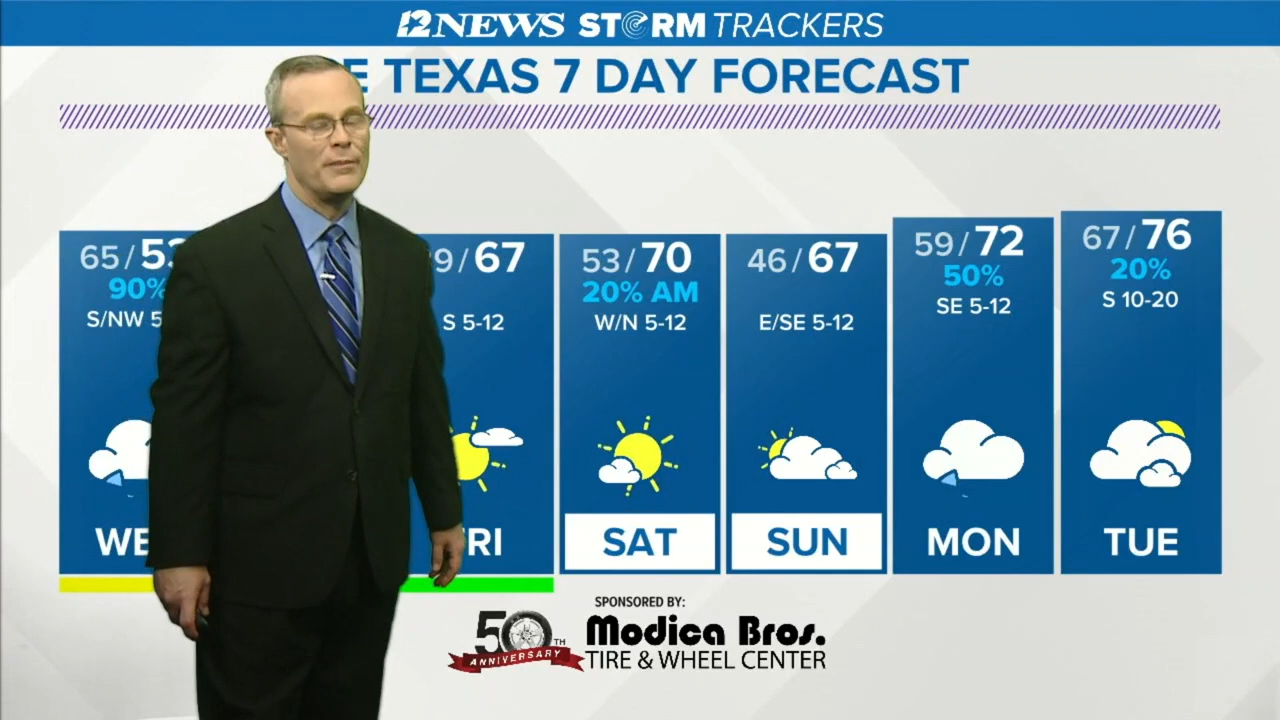 12NEWS STORM TRACKERS
E TEXAS 7 DAY FORECAST
65/53
90%
S/NW 5
WE
9/67
S 5-12
RI
53/70
20% AM
W/N 5-12
SAT
46/67
E/SE 5-12
SUN
59/72
50%
SE 5-12
MON
67/76
20%
S 10-20
TUE
SPONSORED BY:
50TH
ANNIVERSARY
Modica Bros.
TIRE & WHEEL CENTER